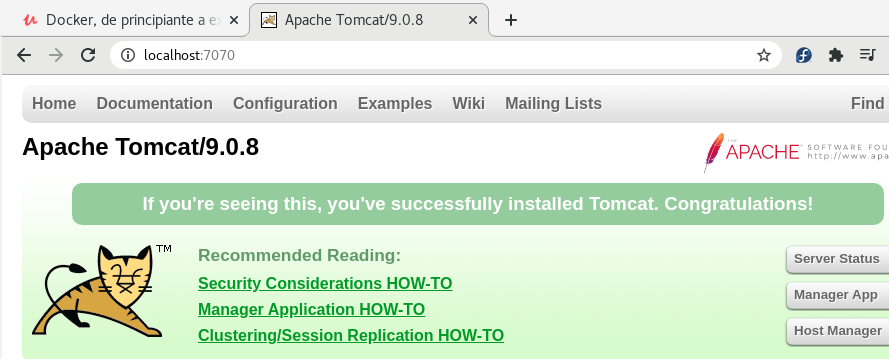 Docker, de principiante a ex
Apache Tomcat/9.0.8
localhost:7070
Home Documentation Configuration Examples Wiki Mailing Lists Find
Apache Tomcat/9.0.8
THE APACHE SOFTWARE FOU
http://www.apa
If you're seeing this, you've successfully installed Tomcat. Congratulations!
TM
Recommended Reading:
Security Considerations HOW-TO
Manager Application HOW-TO
Clustering/Session Replication HOW-TO
Server Status
Manager App
Host Manager